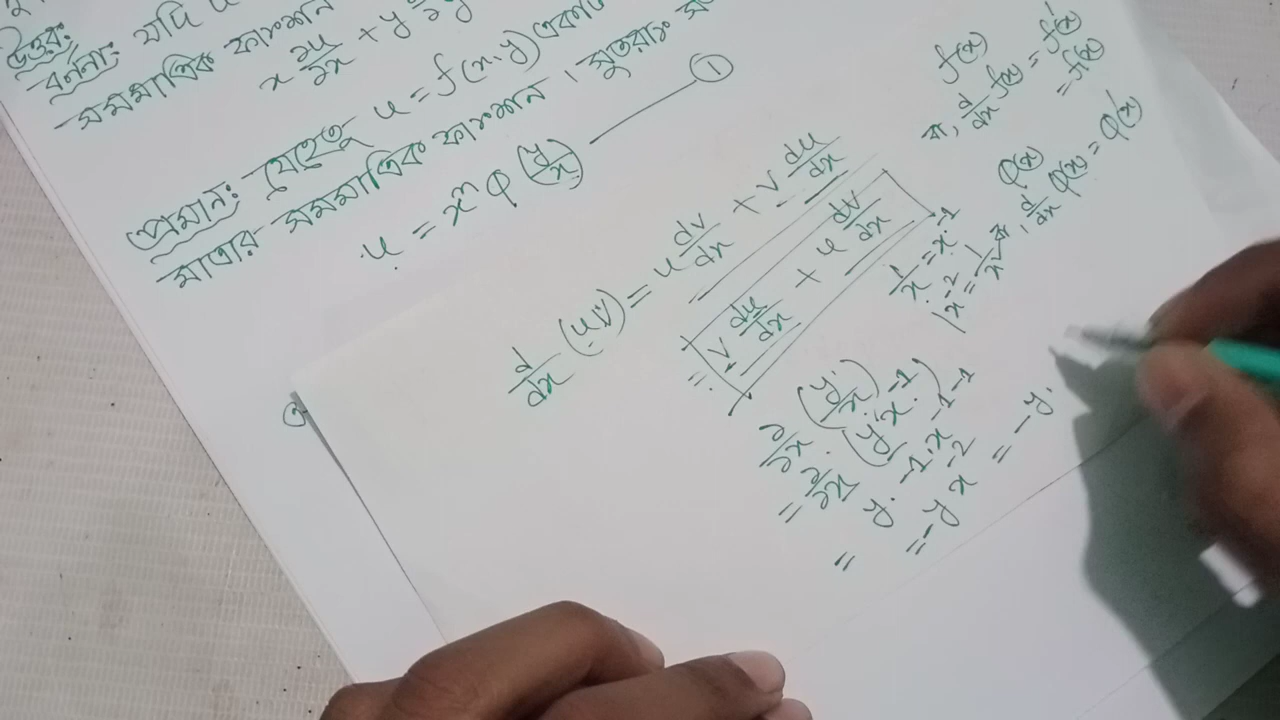 উত্তর:
বর্ণনা: যদি u
সমমাত্রিক ফাংশন
x ∂u/∂x + y ∂u/∂y
প্রমান: যেহেতু u = f(x,y) একটি
মাত্রার সমমাত্রিক ফাংশন। সুতরাং
u = xⁿ φ (y/x) ——— ①
d/dx (uv) = u dv/dx + v du/dx
= v du/dx + u dv/dx
f(x)
বা, d/dx f(x) = f'(x)
= f'(x)
φ(x)
বা, d/dx φ(x) = φ'(x)
1/x = x⁻¹
x⁻² = 1/x²
∂/∂x (y/x)
= ∂/∂x (y x⁻¹)
= y. -1. x⁻¹⁻¹
= -y x⁻² = -y.